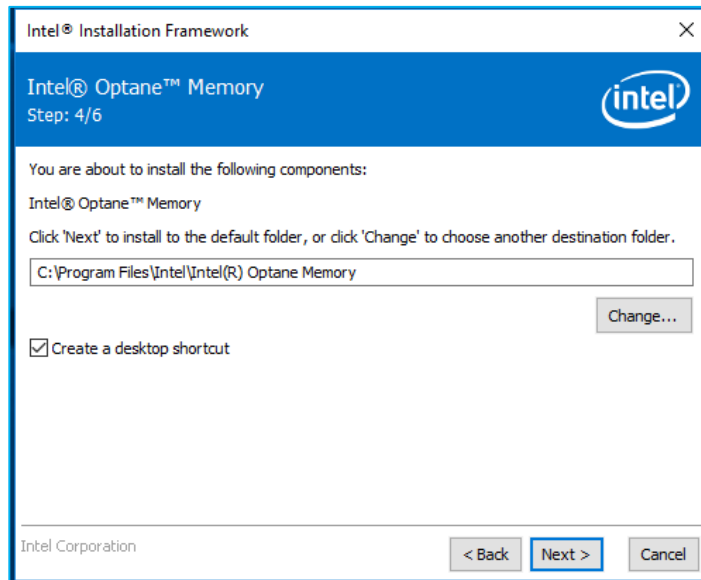 Intel® Installation Framework
Intel® Optane™ Memory
Step: 4/6
intel
You are about to install the following components:
Intel® Optane™ Memory
Click 'Next' to install to the default folder, or click 'Change' to choose another destination folder.
C:\Program Files\Intel\Intel(R) Optane Memory
Change...
Create a desktop shortcut
Intel Corporation
< Back Next > Cancel